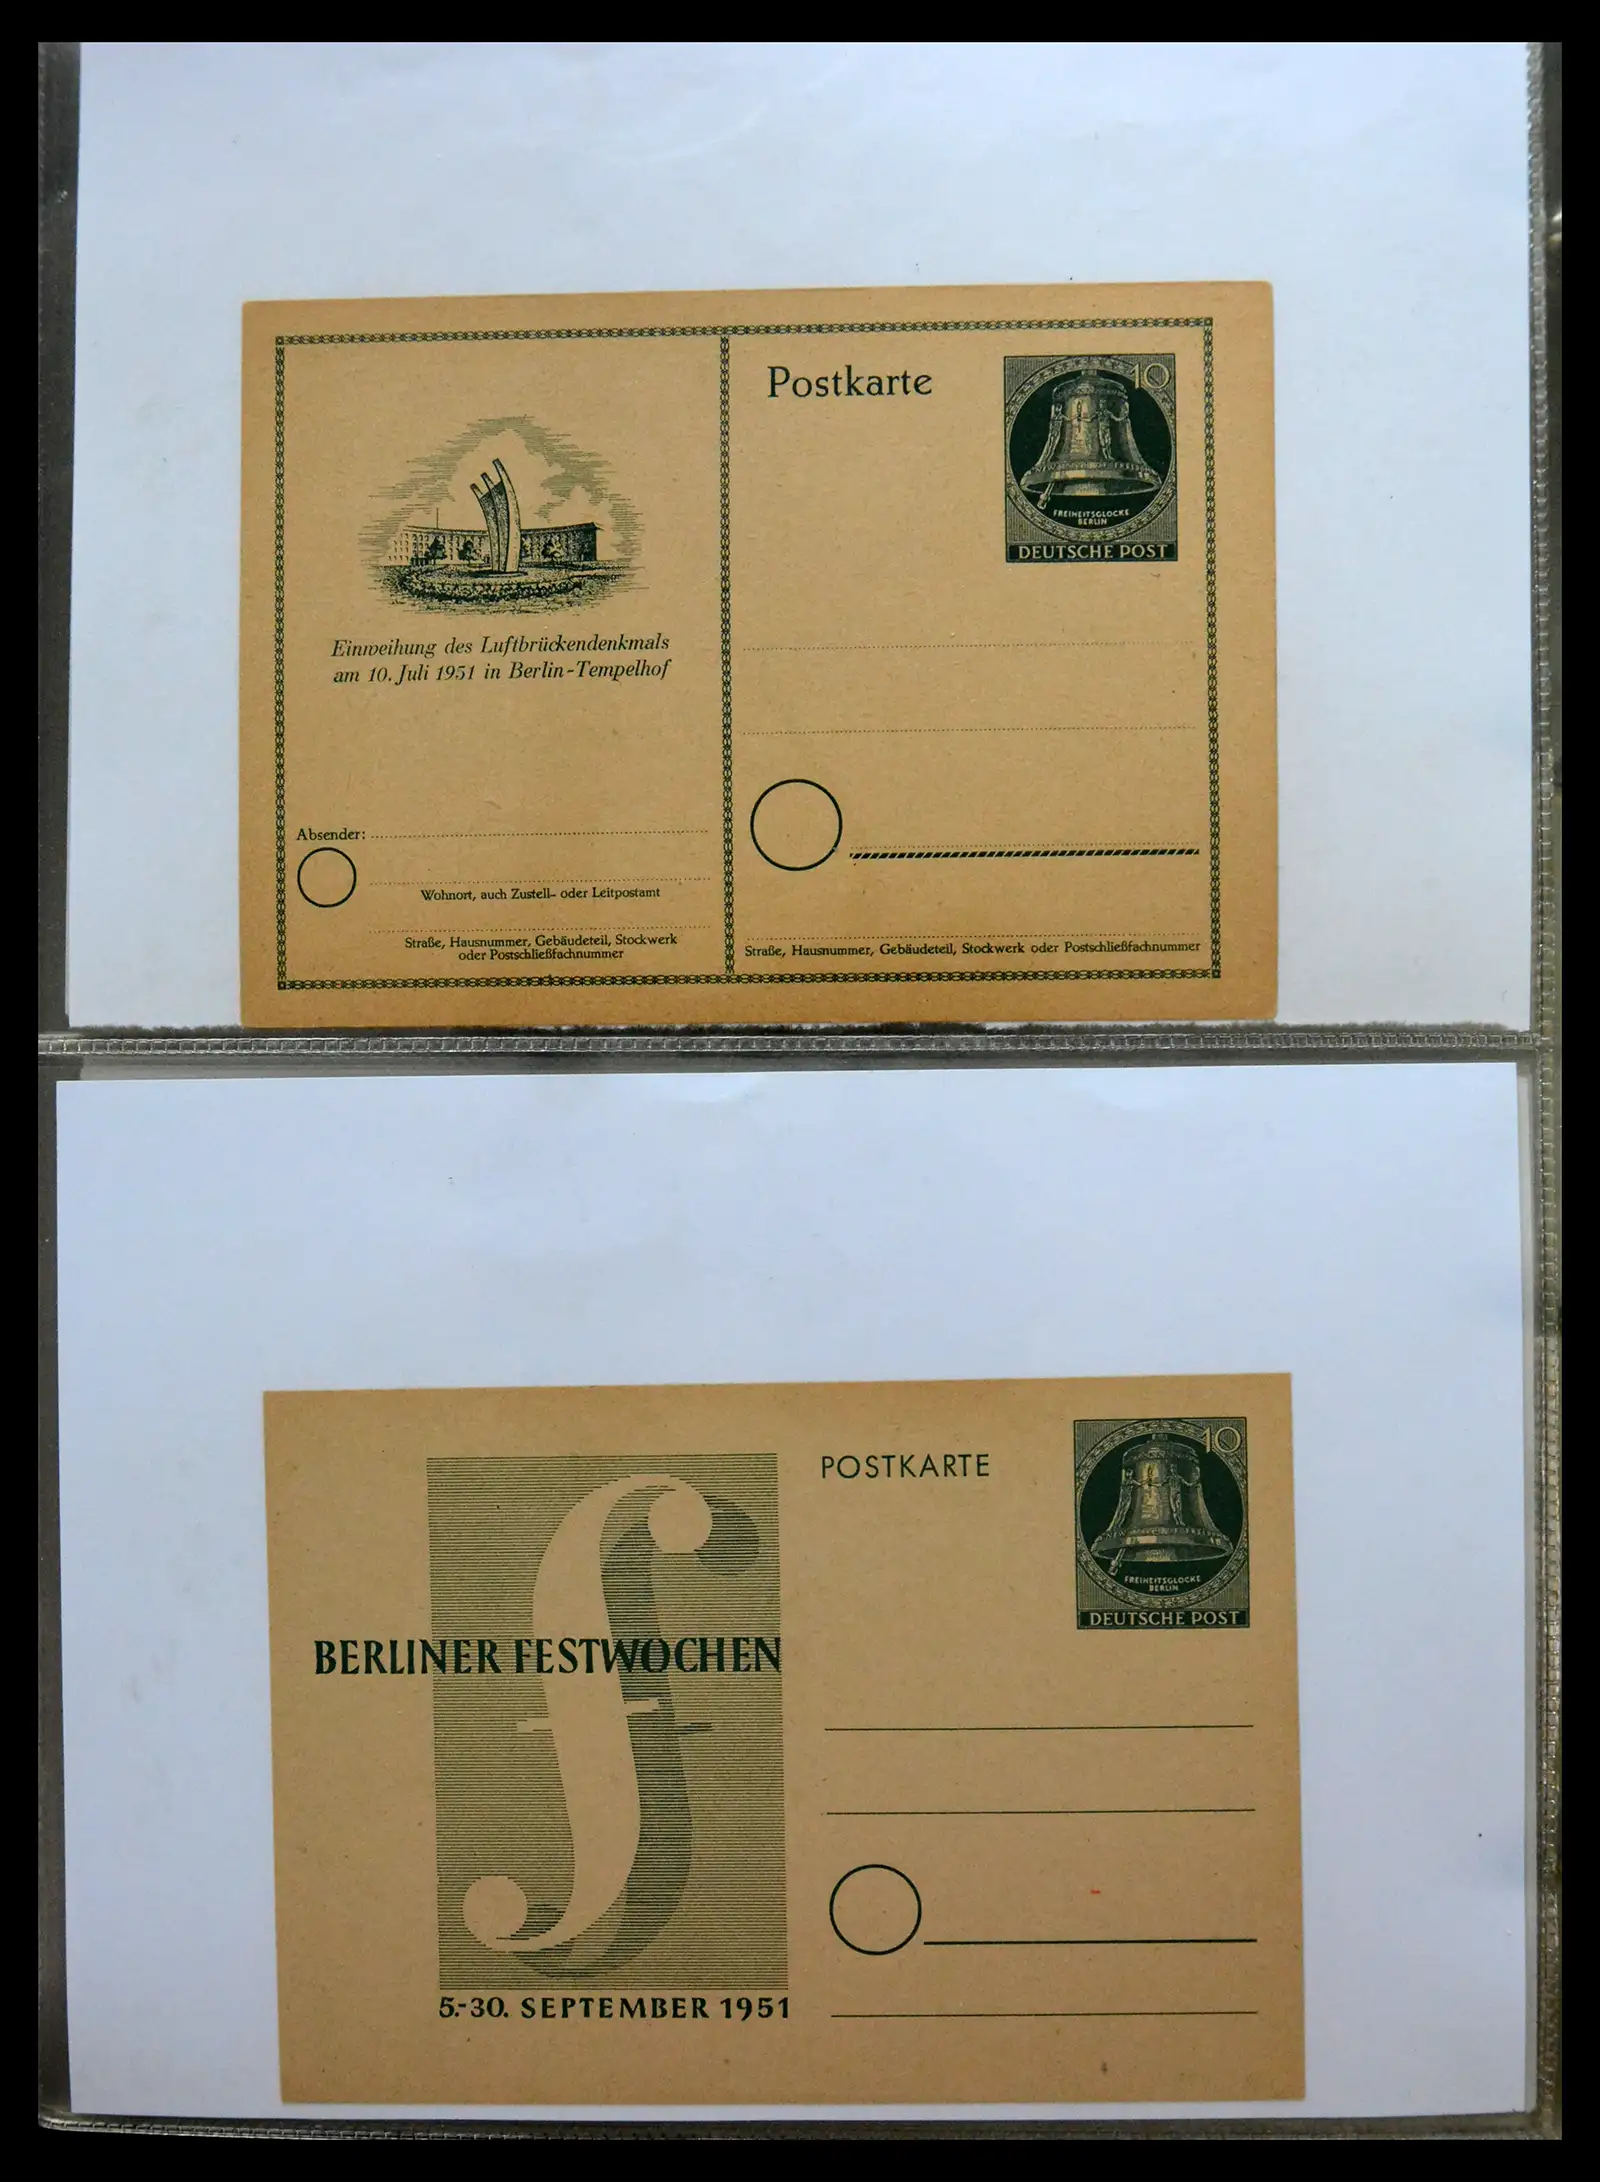 Postkarte
10
FREIHEITSGLOCKE
BERLIN
DEUTSCHE POST
Einweihung des Luftbrückendenkmals
am 10. Juli 1951 in Berlin-Tempelhof
Absender:
Wohnort, auch Zustell- oder Leitpostamt
Straße, Hausnummer, Gebäudeteil, Stockwerk
oder Postschließfachnummer
Straße, Hausnummer, Gebäudeteil, Stockwerk oder Postschließfachnummer
POSTKARTE
10
FREIHEITSGLOCKE
BERLIN
DEUTSCHE POST
f
BERLINER FESTWOCHEN
5.-30. SEPTEMBER 1951